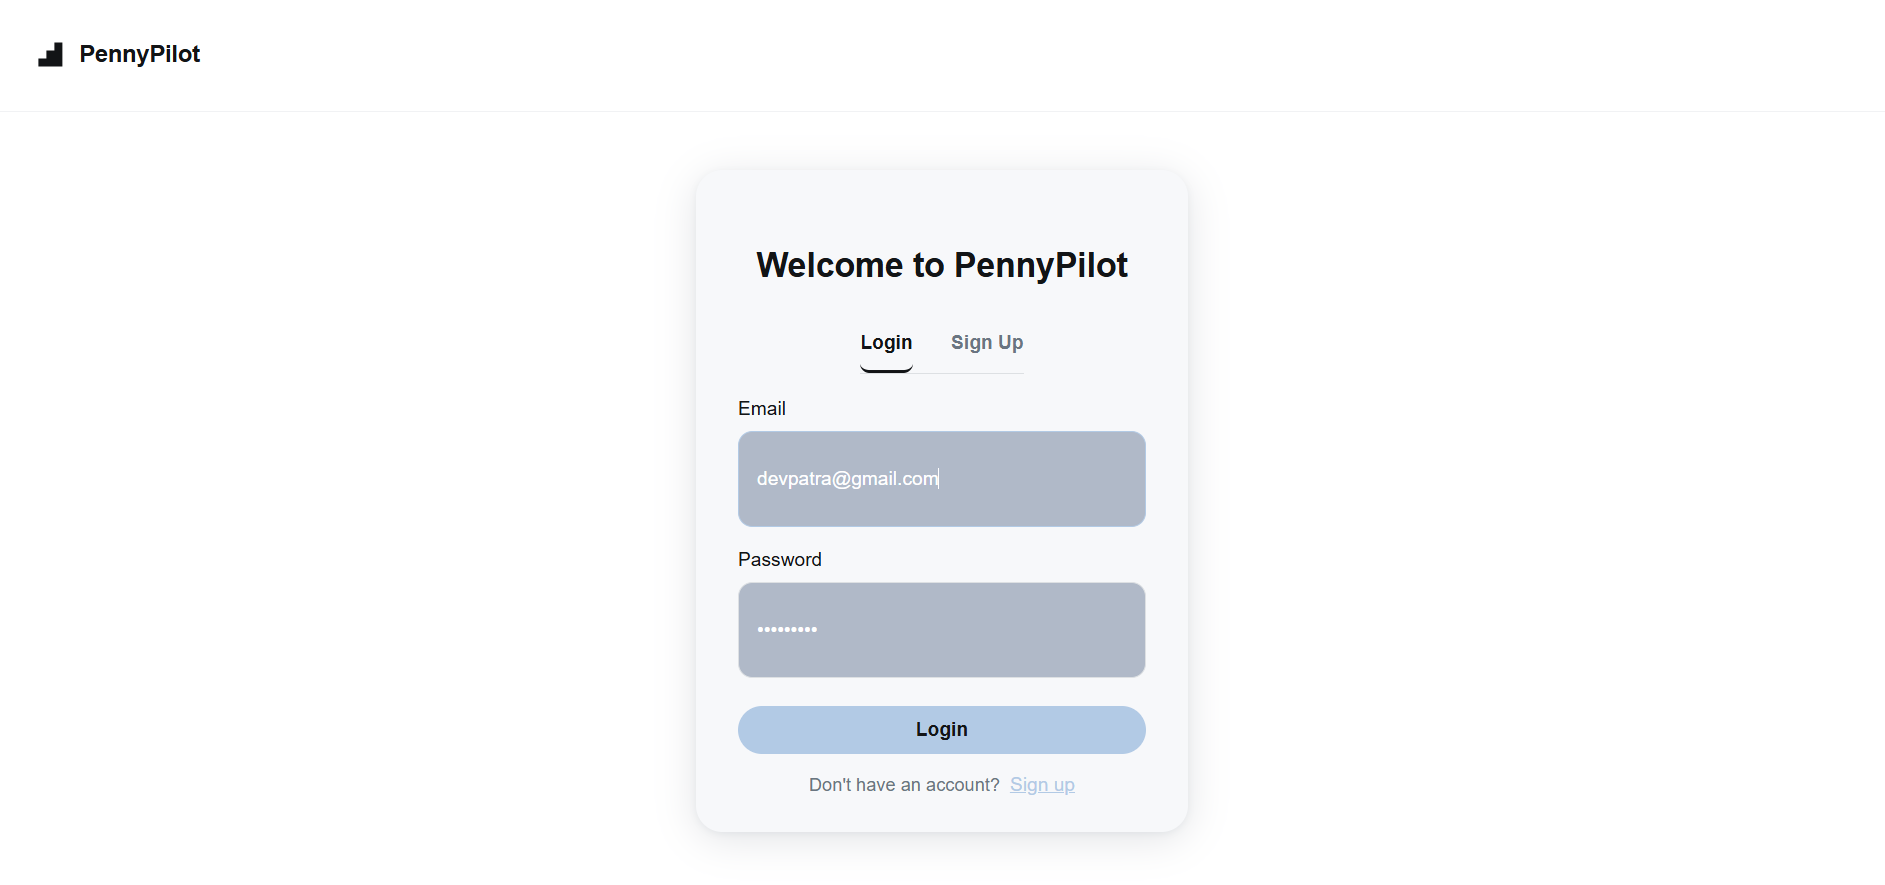 PennyPilot
Welcome to PennyPilot
Login Sign Up
Email
devpatra@gmail.com
Password
•••••••••
Login
Don't have an account? Sign up